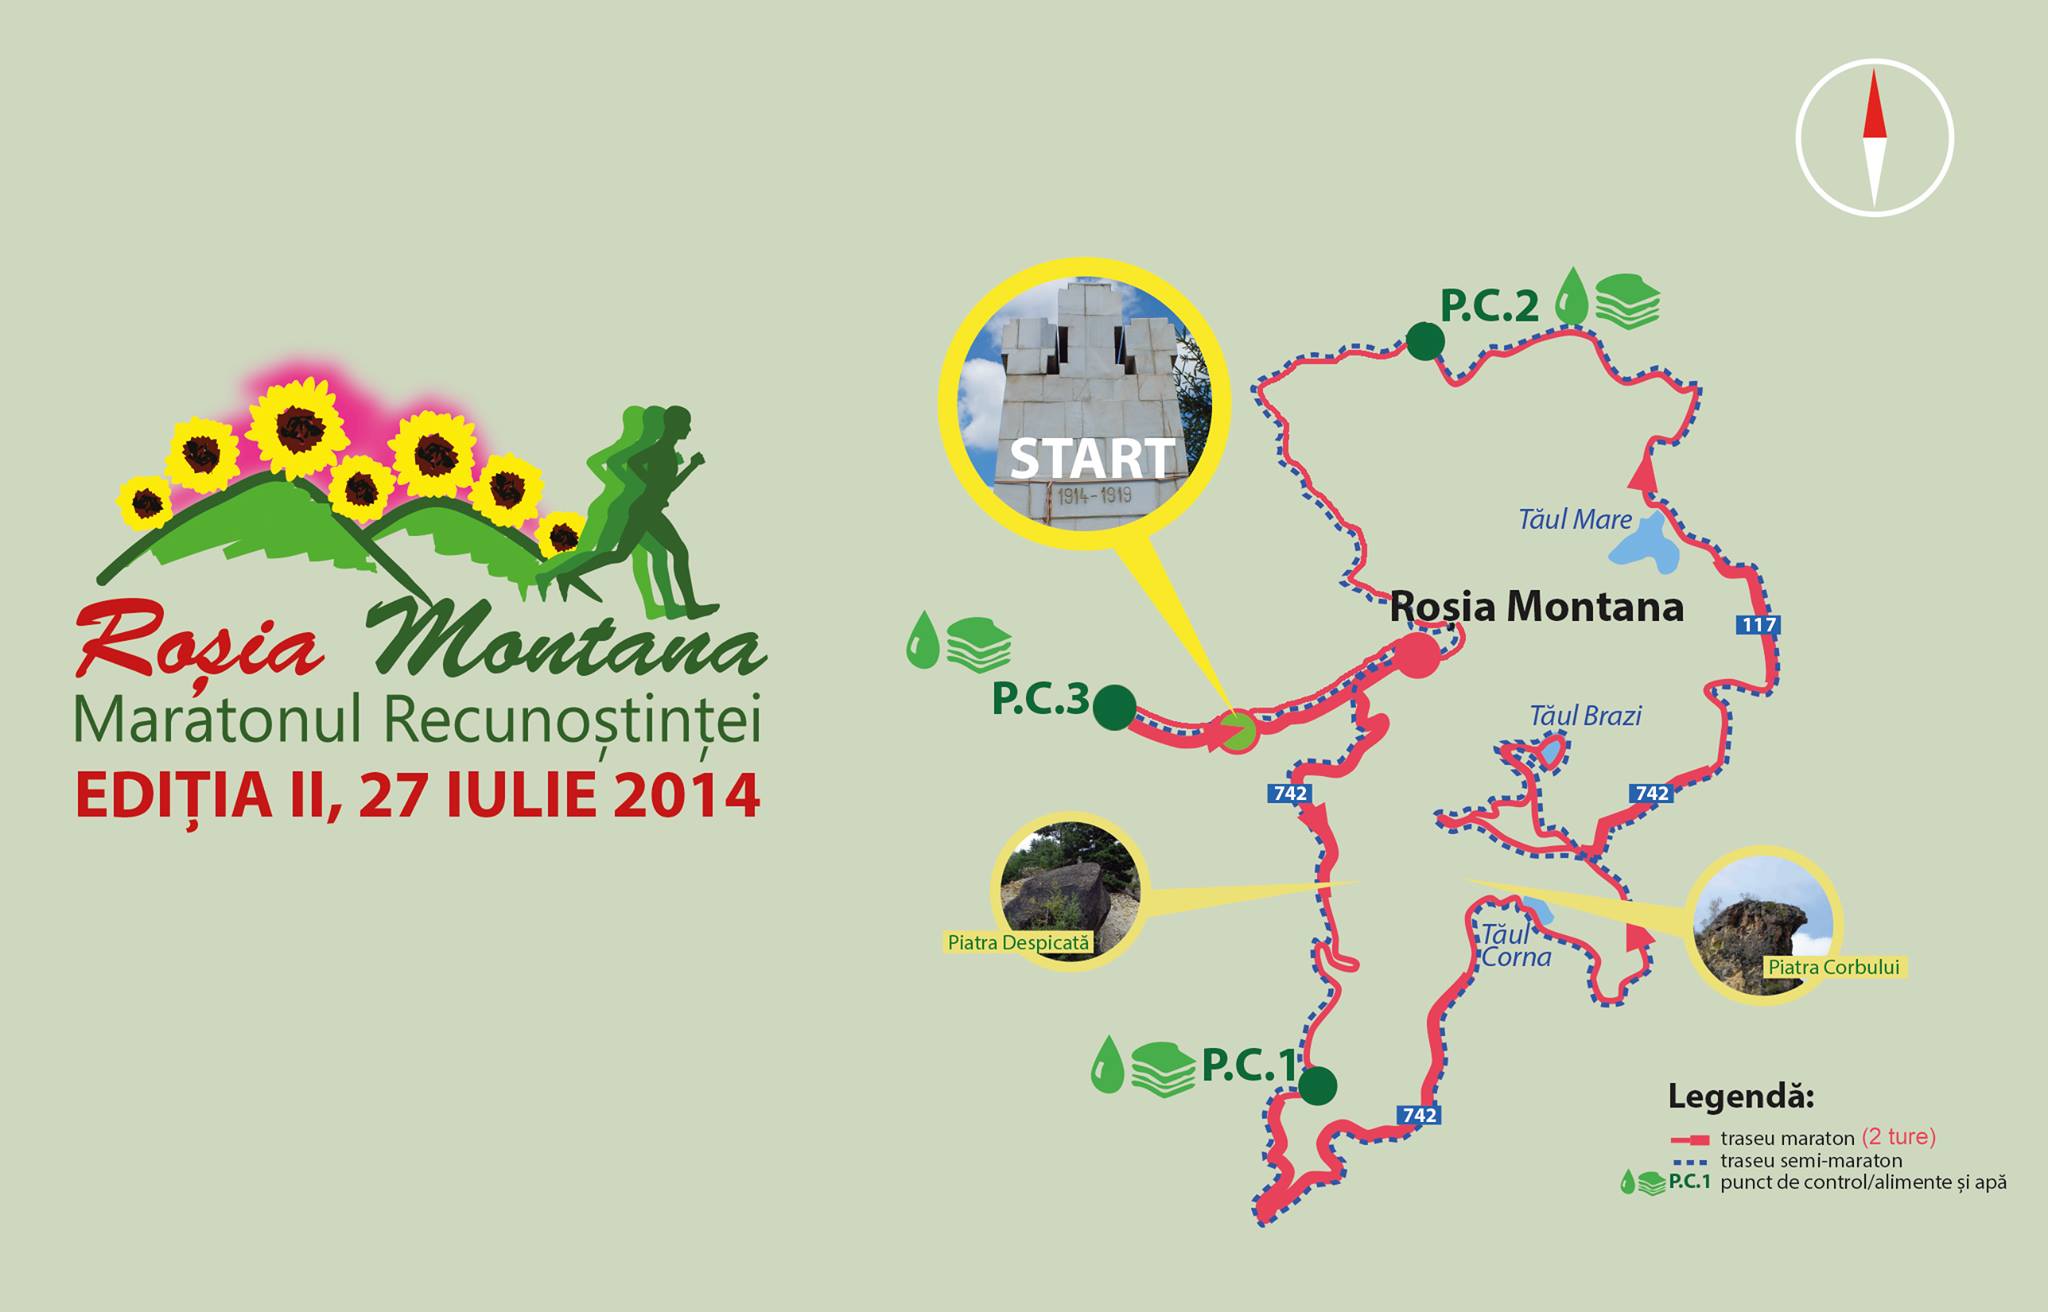 Roșia Montana
Maratonul Recunoștinței
EDIȚIA II, 27 IULIE 2014
START
1914-1919
P.C.2
Tăul Mare
Roșia Montana
117
P.C.3
Tăul Brazi
742
742
Piatra Despicată
Tăul
Corna
Piatra Corbului
P.C.1
742
Legendă:
traseu maraton (2 ture)
traseu semi-maraton
P.C.1 punct de control/alimente și apă